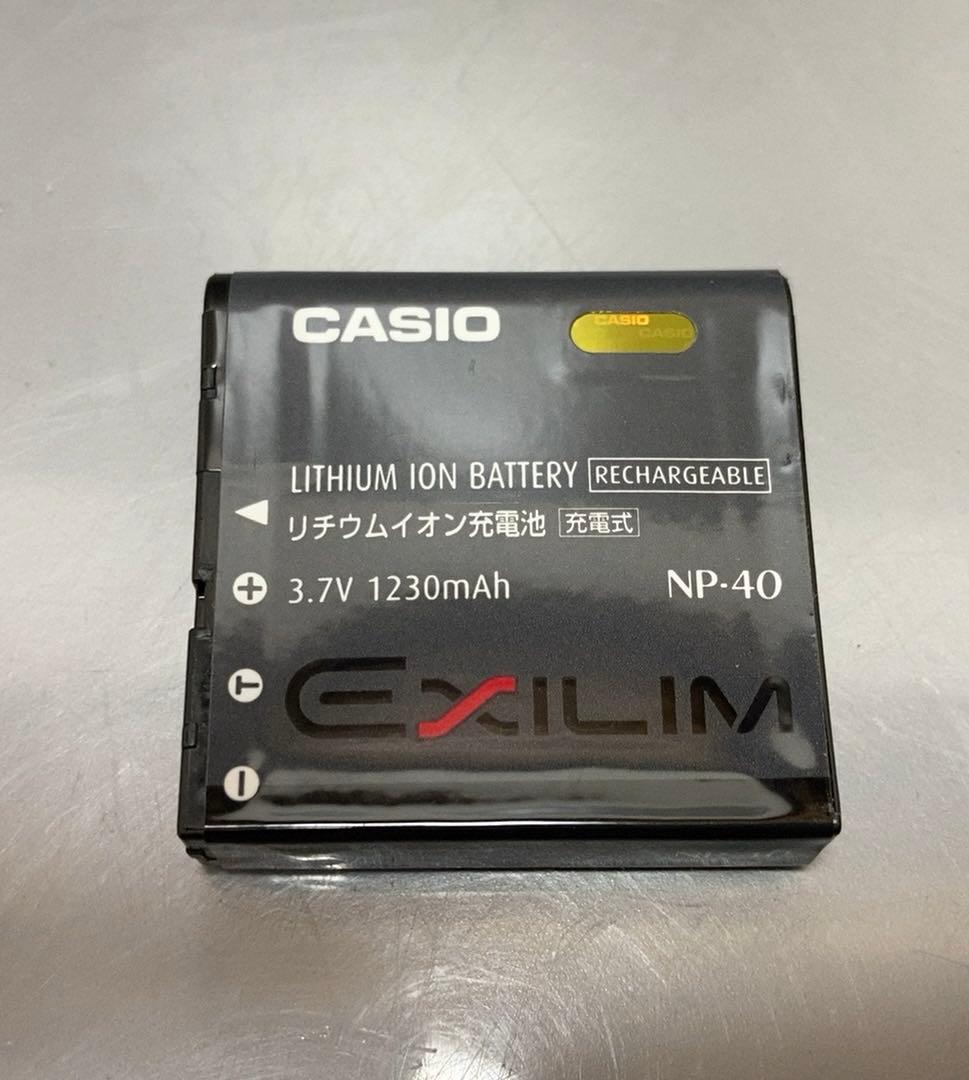 CASIO
CASIO
CASIO
LITHIUM ION BATTERY RECHARGEABLE
リチウムイオン充電池 充電式
3.7V 1230mAh NP-40
T
EXILIM